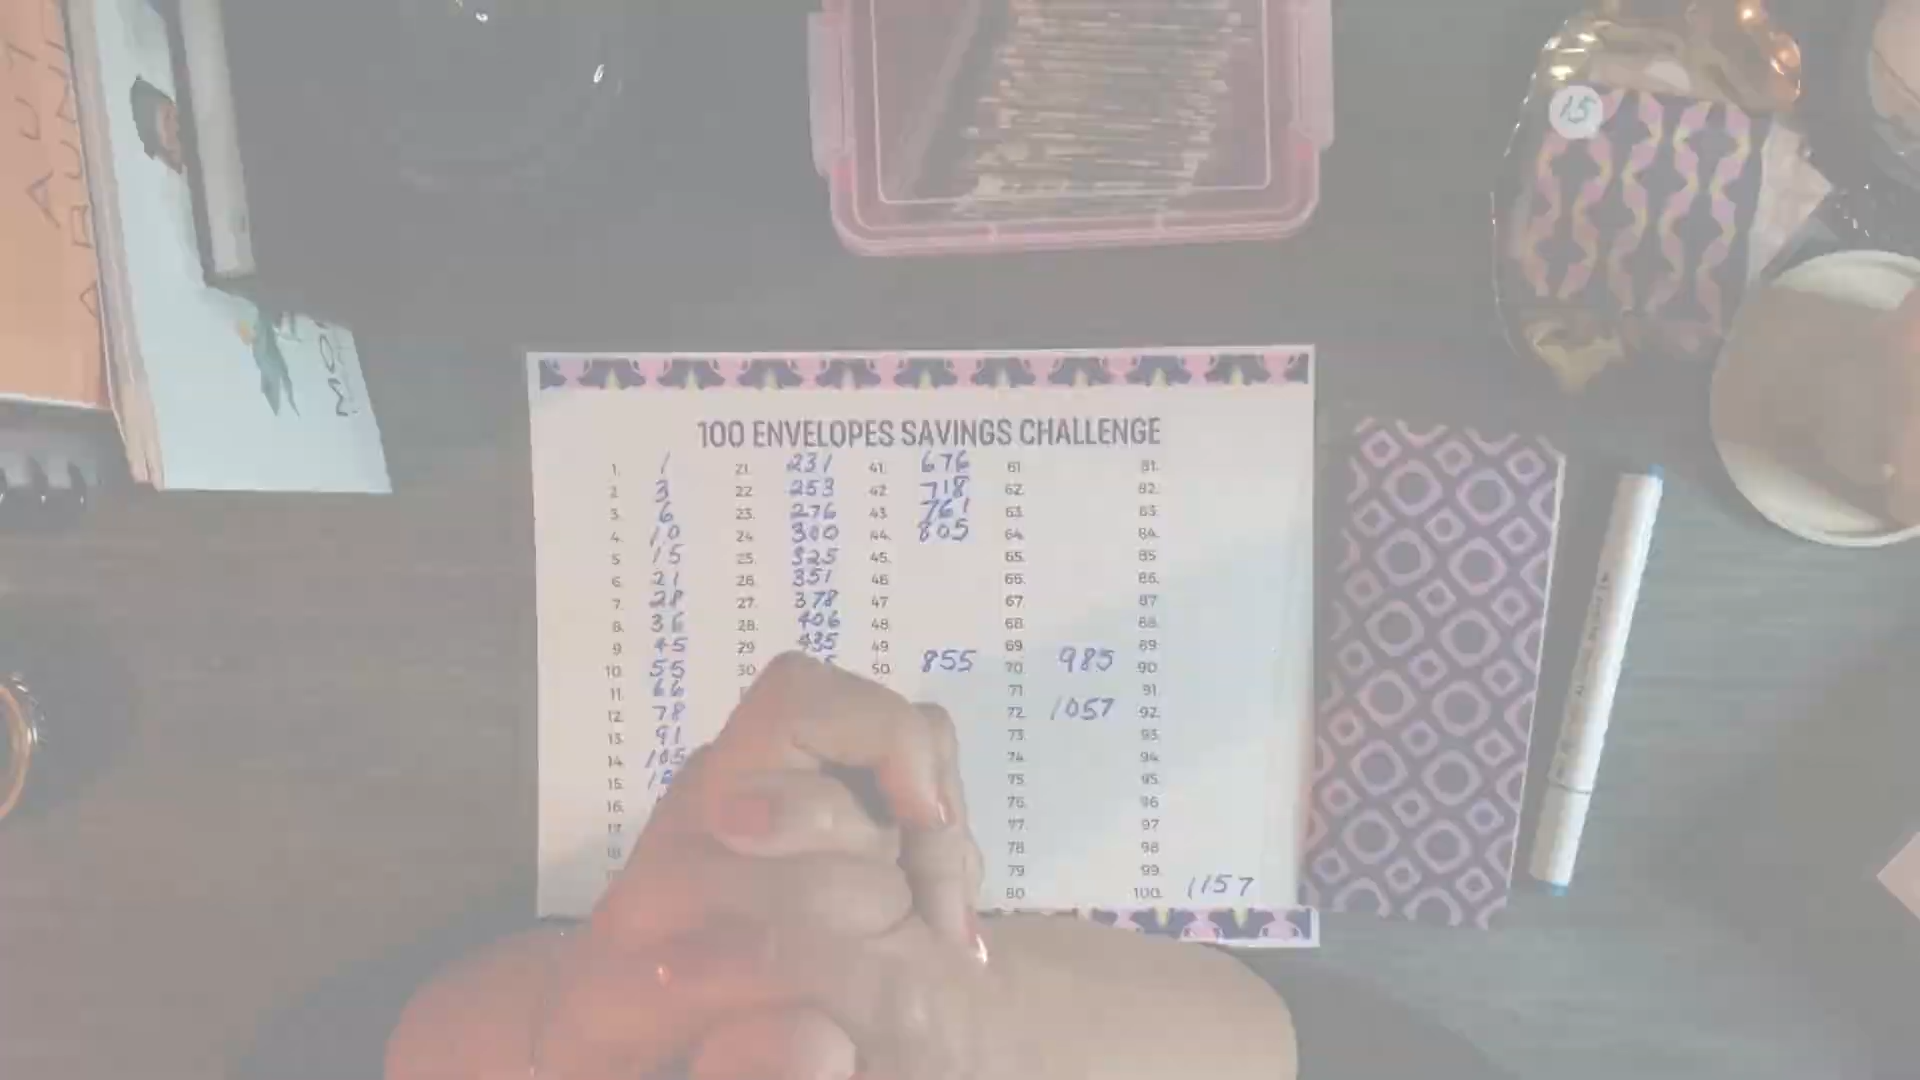 15
100 ENVELOPES SAVINGS CHALLENGE
1. 1 21. 231 41. 676 61. 81.
2. 3 22. 253 42. 718 62. 82.
3. 6 23. 276 43. 761 63. 83.
4. 10 24. 300 44. 805 64. 84.
5. 15 25. 325 45. 65. 85.
6. 21 26. 351 46. 66. 86.
7. 28 27. 378 47. 67. 87.
8. 36 28. 406 48. 68. 88.
9. 45 29. 435 49. 69. 89.
10. 55 30. 50. 855 70. 985 90.
11. 66 71. 91.
12. 78 72. 1057 92.
13. 91 73. 93.
14. 105 74. 94.
15. 75. 95.
16. 76. 96
77. 97
78. 98
79. 99.
80. 100. 1157